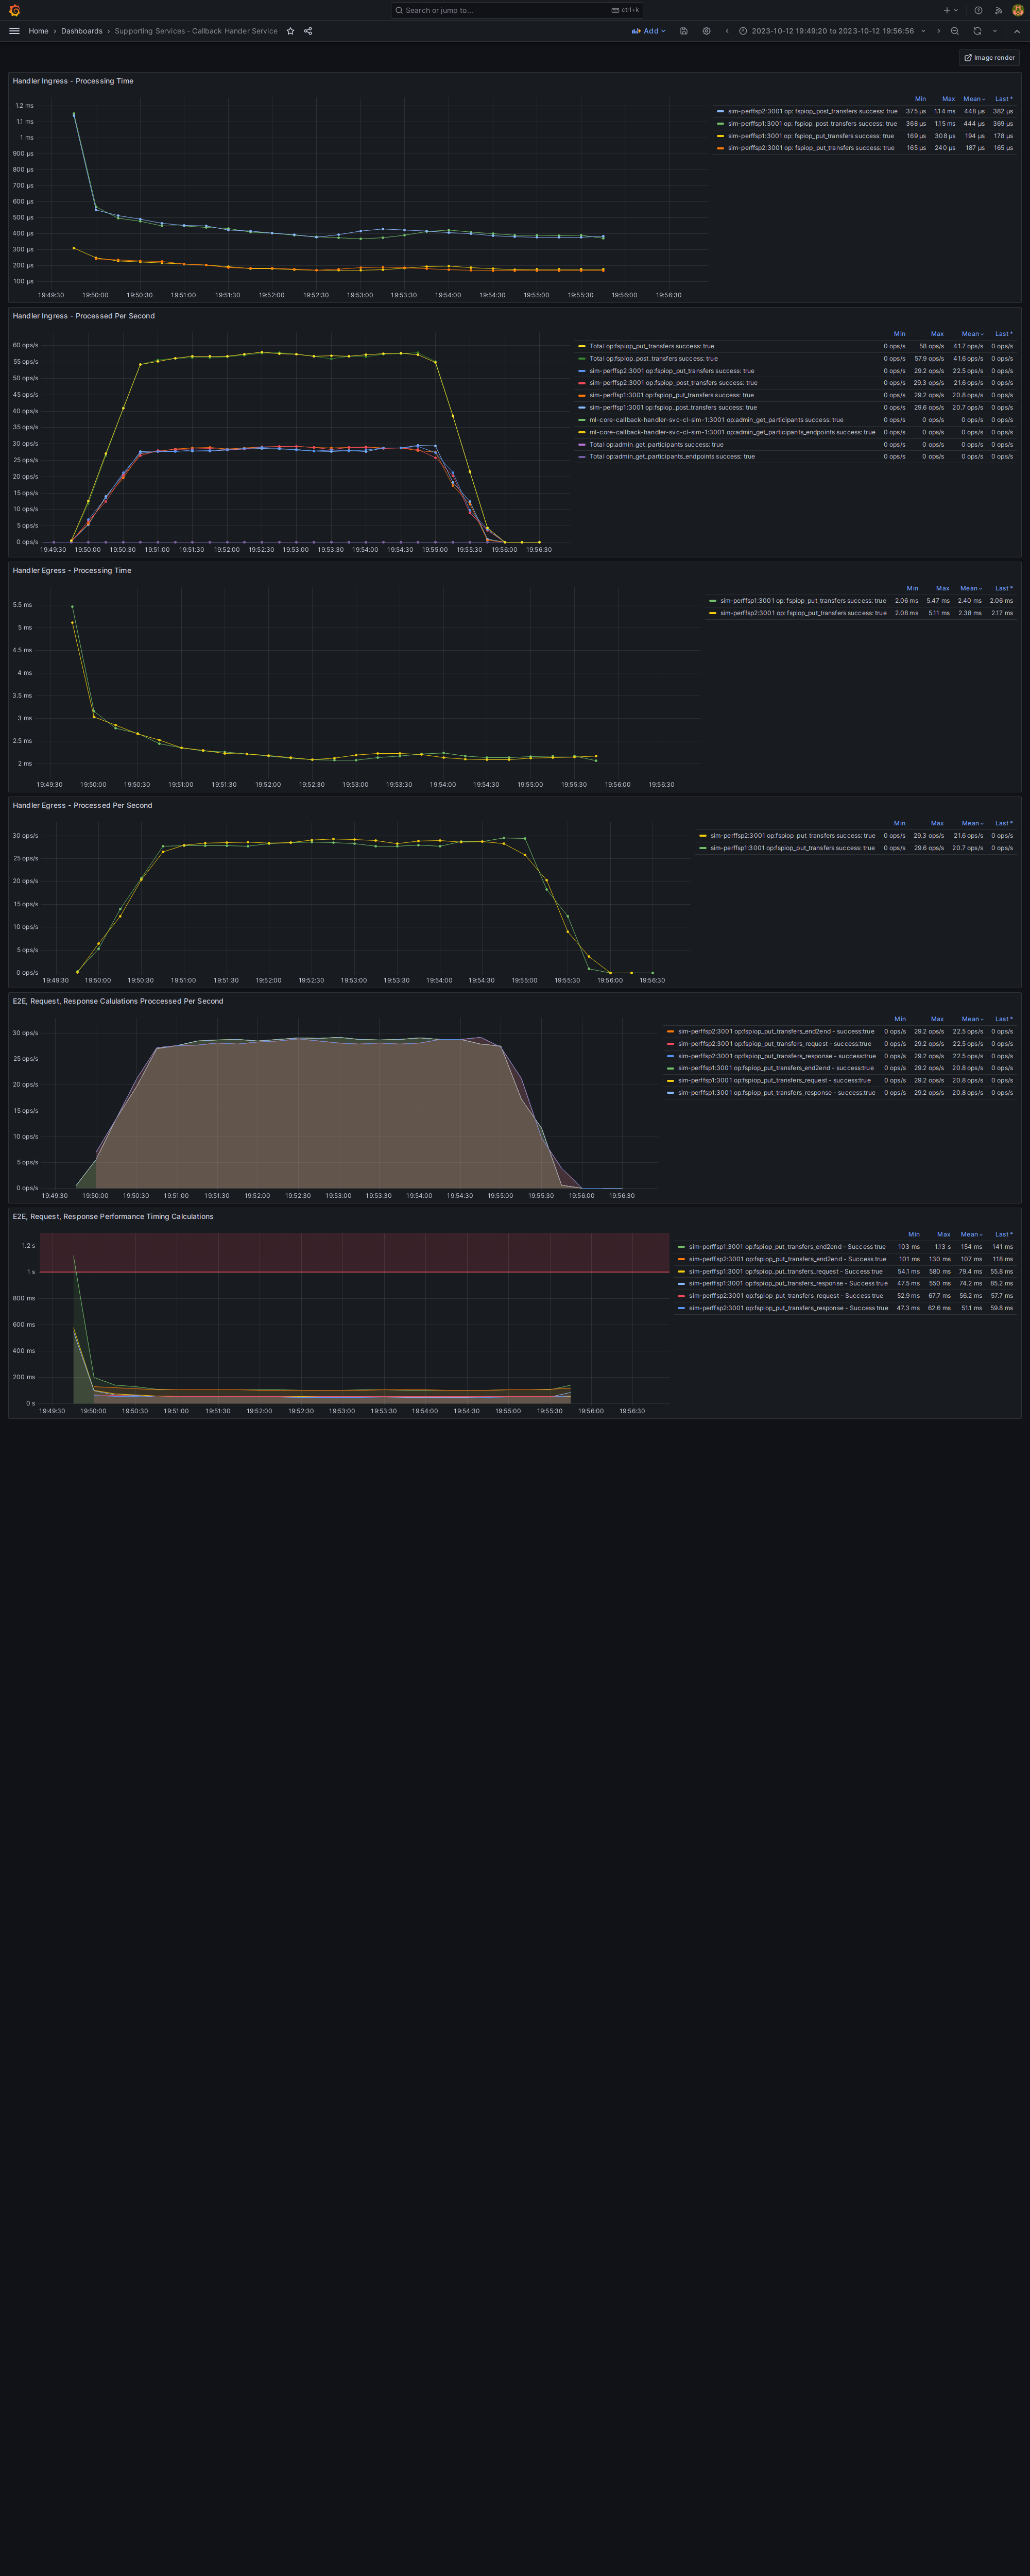 Search or jump to... ctrl+k
Home › Dashboards › Supporting Services - Callback Hander Service Add 2023-10-12 19:49:20 to 2023-10-12 19:56:56
Image render
Handler Ingress - Processing Time
1.2 ms
1.1 ms
1 ms
900 µs
800 µs
700 µs
600 µs
500 µs
400 µs
300 µs
200 µs
100 µs
19:49:30 19:50:00 19:50:30 19:51:00 19:51:30 19:52:00 19:52:30 19:53:00 19:53:30 19:54:00 19:54:30 19:55:00 19:55:30 19:56:00 19:56:30
Min Max Mean Last *
sim-perffsp2:3001 op: fspiop_post_transfers success: true 375 µs 1.14 ms 448 µs 382 µs
sim-perffsp1:3001 op: fspiop_post_transfers success: true 368 µs 1.15 ms 444 µs 369 µs
sim-perffsp1:3001 op: fspiop_put_transfers success: true 169 µs 308 µs 194 µs 178 µs
sim-perffsp2:3001 op: fspiop_put_transfers success: true 165 µs 240 µs 187 µs 165 µs
Handler Ingress - Processed Per Second
60 ops/s
55 ops/s
50 ops/s
45 ops/s
40 ops/s
35 ops/s
30 ops/s
25 ops/s
20 ops/s
15 ops/s
10 ops/s
5 ops/s
0 ops/s
19:49:30 19:50:00 19:50:30 19:51:00 19:51:30 19:52:00 19:52:30 19:53:00 19:53:30 19:54:00 19:54:30 19:55:00 19:55:30 19:56:00 19:56:30
Min Max Mean Last *
Total op:fspiop_put_transfers success: true 0 ops/s 58 ops/s 41.7 ops/s 0 ops/s
Total op:fspiop_post_transfers success: true 0 ops/s 57.9 ops/s 41.6 ops/s 0 ops/s
sim-perffsp2:3001 op:fspiop_put_transfers success: true 0 ops/s 29.2 ops/s 22.5 ops/s 0 ops/s
sim-perffsp2:3001 op:fspiop_post_transfers success: true 0 ops/s 29.3 ops/s 21.6 ops/s 0 ops/s
sim-perffsp1:3001 op:fspiop_put_transfers success: true 0 ops/s 29.2 ops/s 20.8 ops/s 0 ops/s
sim-perffsp1:3001 op:fspiop_post_transfers success: true 0 ops/s 29.6 ops/s 20.7 ops/s 0 ops/s
ml-core-callback-handler-svc-cl-sim-1:3001 op:admin_get_participants success: true 0 ops/s 0 ops/s 0 ops/s 0 ops/s
ml-core-callback-handler-svc-cl-sim-1:3001 op:admin_get_participants_endpoints success: true 0 ops/s 0 ops/s 0 ops/s 0 ops/s
Total op:admin_get_participants success: true 0 ops/s 0 ops/s 0 ops/s 0 ops/s
Total op:admin_get_participants_endpoints success: true 0 ops/s 0 ops/s 0 ops/s 0 ops/s
Handler Egress - Processing Time
5.5 ms
5 ms
4.5 ms
4 ms
3.5 ms
3 ms
2.5 ms
2 ms
19:49:30 19:50:00 19:50:30 19:51:00 19:51:30 19:52:00 19:52:30 19:53:00 19:53:30 19:54:00 19:54:30 19:55:00 19:55:30 19:56:00 19:56:30
Min Max Mean Last *
sim-perffsp1:3001 op: fspiop_put_transfers success: true 2.06 ms 5.47 ms 2.40 ms 2.06 ms
sim-perffsp2:3001 op: fspiop_put_transfers success: true 2.08 ms 5.11 ms 2.38 ms 2.17 ms
Handler Egress - Processed Per Second
30 ops/s
25 ops/s
20 ops/s
15 ops/s
10 ops/s
5 ops/s
0 ops/s
19:49:30 19:50:00 19:50:30 19:51:00 19:51:30 19:52:00 19:52:30 19:53:00 19:53:30 19:54:00 19:54:30 19:55:00 19:55:30 19:56:00 19:56:30
Min Max Mean Last *
sim-perffsp2:3001 op:fspiop_put_transfers success: true 0 ops/s 29.3 ops/s 21.6 ops/s 0 ops/s
sim-perffsp1:3001 op:fspiop_put_transfers success: true 0 ops/s 29.6 ops/s 20.7 ops/s 0 ops/s
E2E, Request, Response Calulations Proccessed Per Second
30 ops/s
25 ops/s
20 ops/s
15 ops/s
10 ops/s
5 ops/s
0 ops/s
19:49:30 19:50:00 19:50:30 19:51:00 19:51:30 19:52:00 19:52:30 19:53:00 19:53:30 19:54:00 19:54:30 19:55:00 19:55:30 19:56:00 19:56:30
Min Max Mean Last *
sim-perffsp2:3001 op:fspiop_put_transfers_end2end - success:true 0 ops/s 29.2 ops/s 22.5 ops/s 0 ops/s
sim-perffsp2:3001 op:fspiop_put_transfers_request - success:true 0 ops/s 29.2 ops/s 22.5 ops/s 0 ops/s
sim-perffsp2:3001 op:fspiop_put_transfers_response - success:true 0 ops/s 29.2 ops/s 22.5 ops/s 0 ops/s
sim-perffsp1:3001 op:fspiop_put_transfers_end2end - success:true 0 ops/s 29.2 ops/s 20.8 ops/s 0 ops/s
sim-perffsp1:3001 op:fspiop_put_transfers_request - success:true 0 ops/s 29.2 ops/s 20.8 ops/s 0 ops/s
sim-perffsp1:3001 op:fspiop_put_transfers_response - success:true 0 ops/s 29.2 ops/s 20.8 ops/s 0 ops/s
E2E, Request, Response Performance Timing Calculations
1.2 s
1 s
800 ms
600 ms
400 ms
200 ms
0 s
19:49:30 19:50:00 19:50:30 19:51:00 19:51:30 19:52:00 19:52:30 19:53:00 19:53:30 19:54:00 19:54:30 19:55:00 19:55:30 19:56:00 19:56:30
Min Max Mean Last *
sim-perffsp1:3001 op:fspiop_put_transfers_end2end - Success true 103 ms 1.13 s 154 ms 141 ms
sim-perffsp2:3001 op:fspiop_put_transfers_end2end - Success true 101 ms 130 ms 107 ms 118 ms
sim-perffsp1:3001 op:fspiop_put_transfers_request - Success true 54.1 ms 580 ms 79.4 ms 55.8 ms
sim-perffsp1:3001 op:fspiop_put_transfers_response - Success true 47.5 ms 550 ms 74.2 ms 85.2 ms
sim-perffsp2:3001 op:fspiop_put_transfers_request - Success true 52.9 ms 67.7 ms 56.2 ms 57.7 ms
sim-perffsp2:3001 op:fspiop_put_transfers_response - Success true 47.3 ms 62.6 ms 51.1 ms 59.8 ms